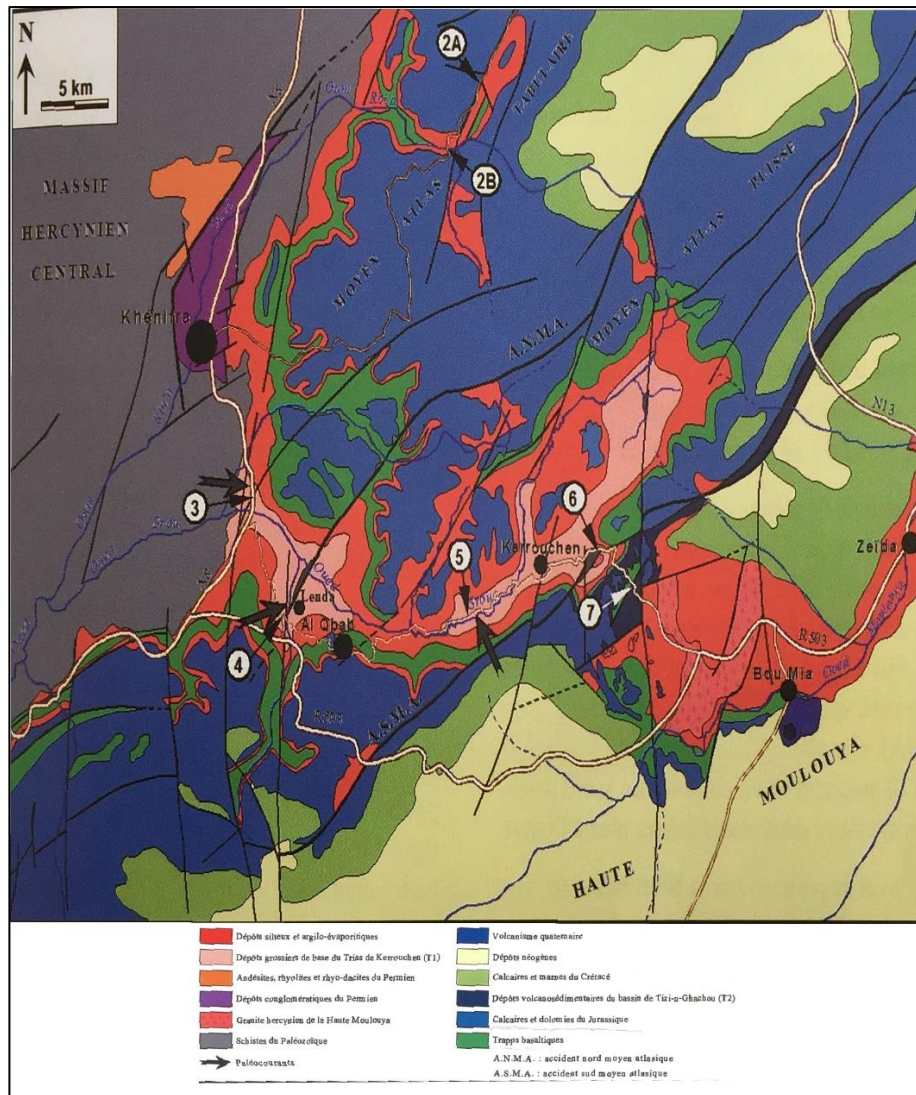 N
5 km
2A
TABULAIRE
MASSIF
HERCYNIEN
CENTRAL
2B
ATLAS
MOYEN
PLISSE
ATLAS
MOYEN
Khénifra
A.N.M.A.
N13
3
6
5
Kerrouchen
Zeïda
Oued
Lenda
Al Qbab
Srou
7
4
R503
Bou Mia
Oued
A.S.M.A.
MOULOUYA
HAUTE
Dépôts silteux et argilo-évaporitiques
Dépôts grossiers de base du Trias de Kerrouchen (T1)
Andésites, rhyolites et rhyo-dacites du Permien
Dépôts conglomératiques du Permien
Granite hercynien de la Haute Moulouya
Schistes du Paléozoïque
Paléocourants
Volcanisme quaternaire
Dépôts néogènes
Calcaires et marnes du Crétacé
Dépôts volcanosédimentaires du bassin de Tizi-n-Ghachou (T2)
Calcaires et dolomies du Jurassique
Trapps basaltiques
A.N.M.A. : accident nord moyen atlasique
A.S.M.A. : accident sud moyen atlasique